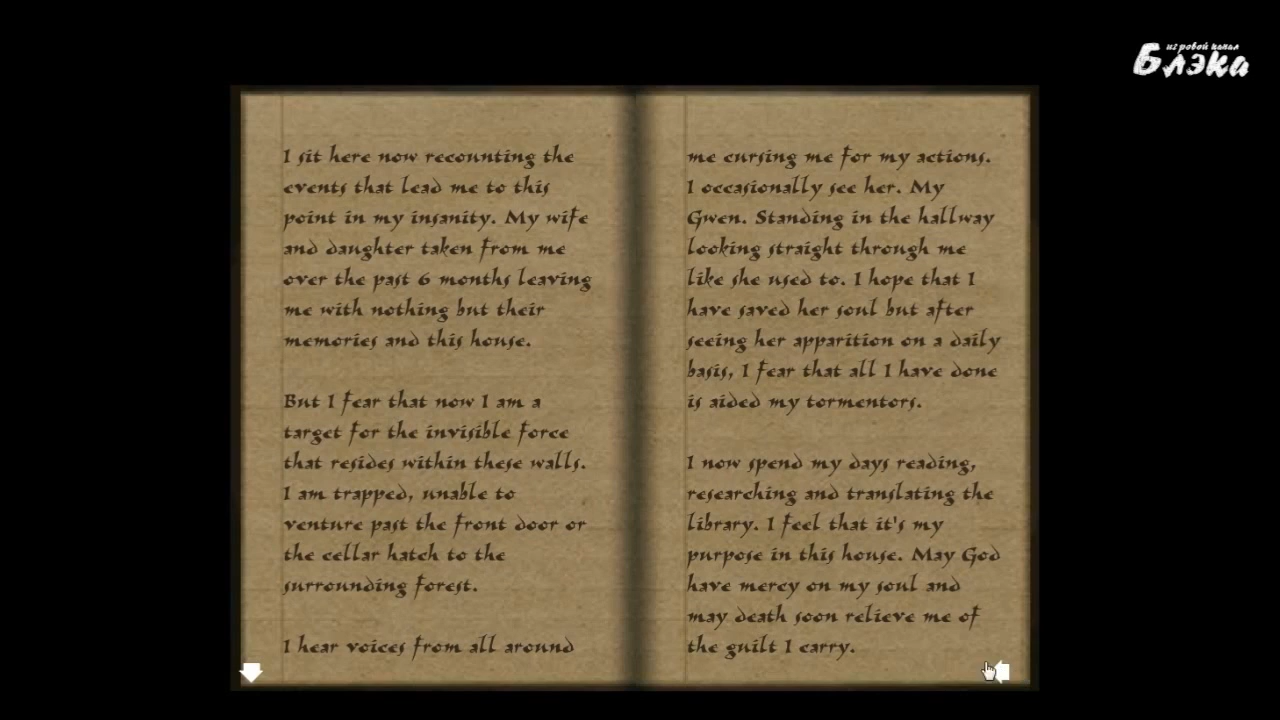 игровой канал
Блэка
I sit here now recounting the
events that lead me to this
point in my insanity. My wife
and daughter taken from me
over the past 6 months leaving
me with nothing but their
memories and this house.
But I fear that now I am a
target for the invisible force
that resides within these walls.
I am trapped, unable to
venture past the front door or
the cellar hatch to the
surrounding forest.
I hear voices from all around
me cursing me for my actions.
I occasionally see her. My
Gwen. Standing in the hallway
looking straight through me
like she used to. I hope that I
have saved her soul but after
seeing her apparition on a daily
basis, I fear that all I have done
is aided my tormentors.
I now spend my days reading,
researching and translating the
library. I feel that it's my
purpose in this house. May God
have mercy on my soul and
may death soon relieve me of
the guilt I carry.